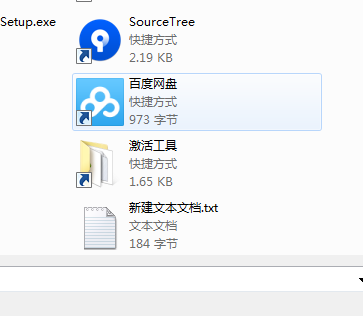 Setup.exe
SourceTree
快捷方式
2.19 KB
百度网盘
快捷方式
973 字节
激活工具
快捷方式
1.65 KB
新建文本文档.txt
文本文档
184 字节